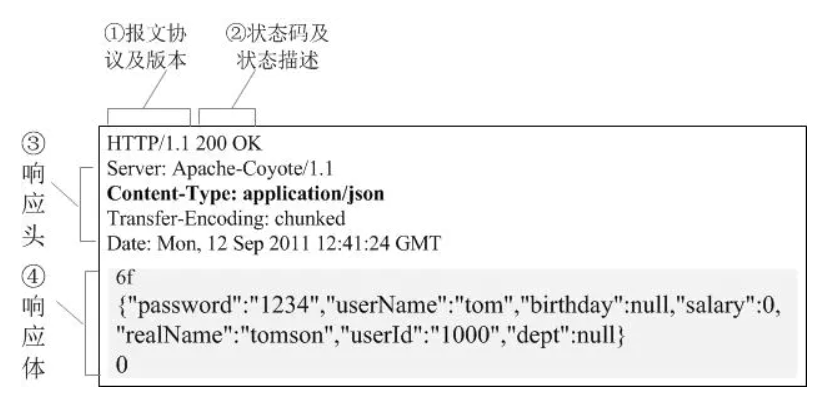 ①报文协
议及版本
②状态码及
状态描述
HTTP/1.1 200 OK
③
响
应
头
Server: Apache-Coyote/1.1
Content-Type: application/json
Transfer-Encoding: chunked
Date: Mon, 12 Sep 2011 12:41:24 GMT
④
响
应
体
6f
{"password":"1234","userName":"tom","birthday":null,"salary":0,
"realName":"tomson","userId":"1000","dept":null}
0